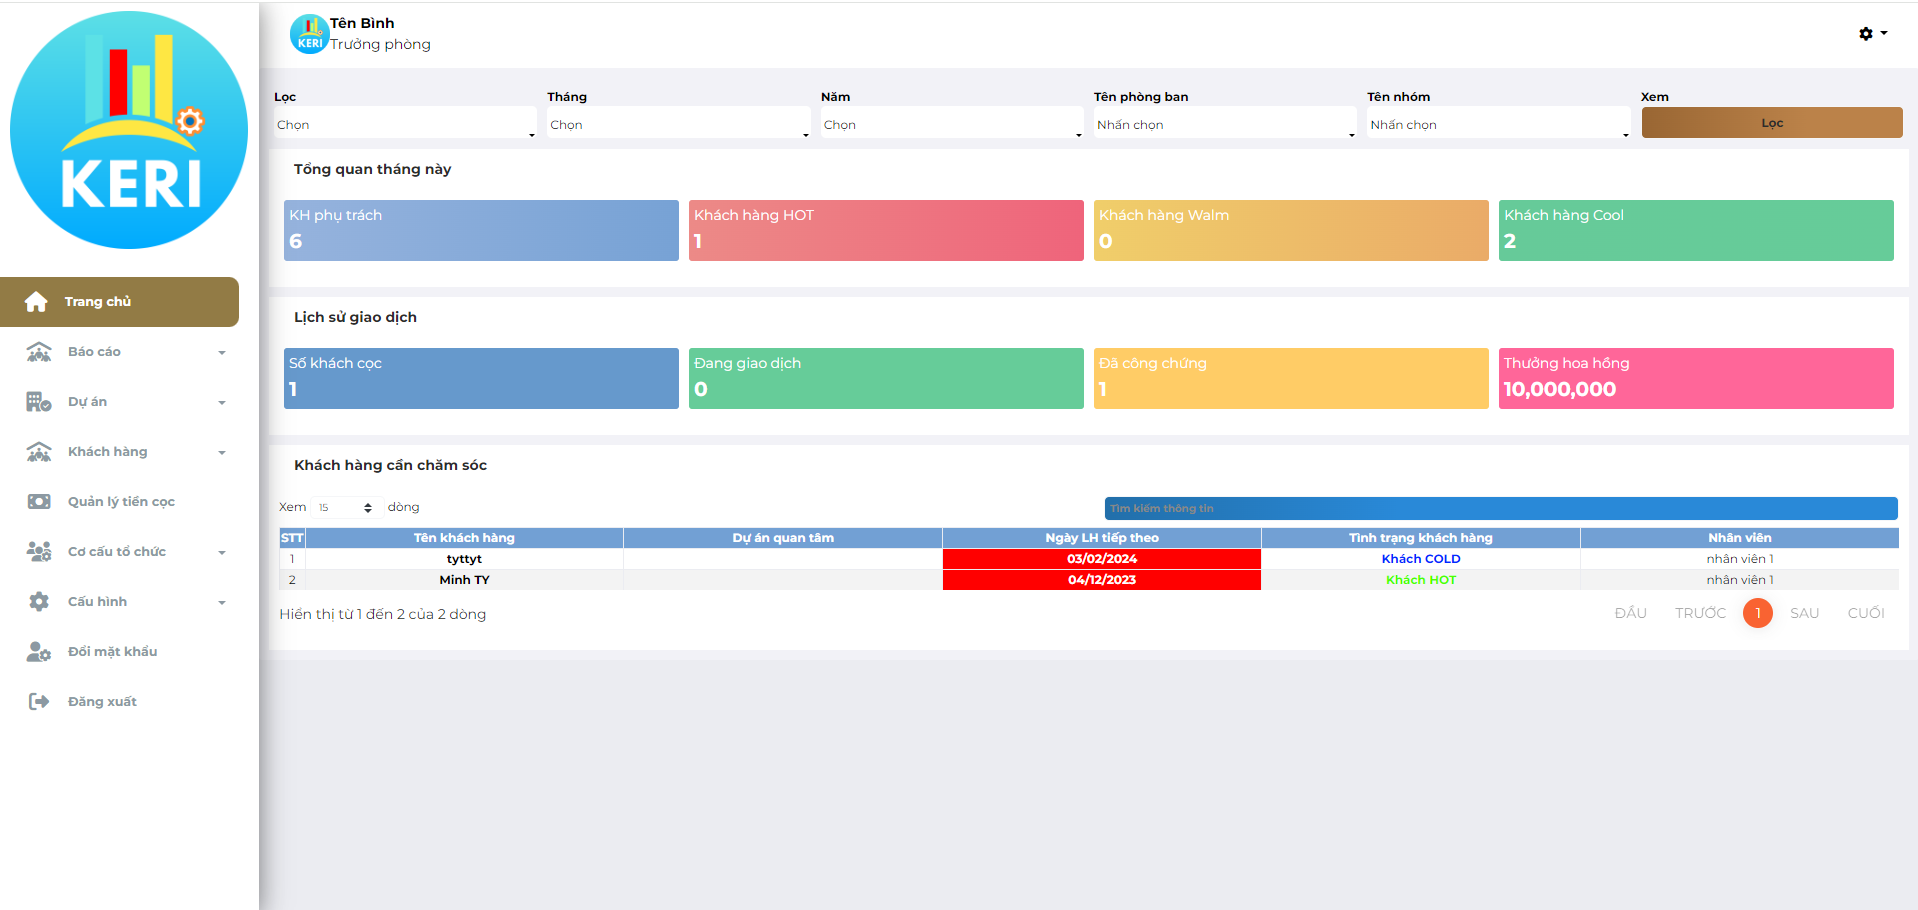 KERI
KERI
Tên Bình
Trưởng phòng
Lọc
Tháng
Năm
Tên phòng ban
Tên nhóm
Xem
Chọn
Chọn
Chọn
Nhấn chọn
Nhấn chọn
Lọc
Trang chủ
Báo cáo
Dự án
Khách hàng
Quản lý tiền cọc
Cơ cấu tổ chức
Cấu hình
Đổi mật khẩu
Đăng xuất
Tổng quan tháng này
KH phụ trách
6
Khách hàng HOT
1
Khách hàng Walm
0
Khách hàng Cool
2
Lịch sử giao dịch
Số khách cọc
1
Đang giao dịch
0
Đã công chứng
1
Thưởng hoa hồng
10,000,000
Khách hàng cần chăm sóc
Xem 15 dòng
Tìm kiếm thông tin
STT Tên khách hàng Dự án quan tâm Ngày LH tiếp theo Tình trạng khách hàng Nhân viên
1 tyttyt 03/02/2024 Khách COLD nhân viên 1
2 Minh TY 04/12/2023 Khách HOT nhân viên 1
Hiển thị từ 1 đến 2 của 2 dòng
ĐẦU TRƯỚC 1 SAU CUỐI